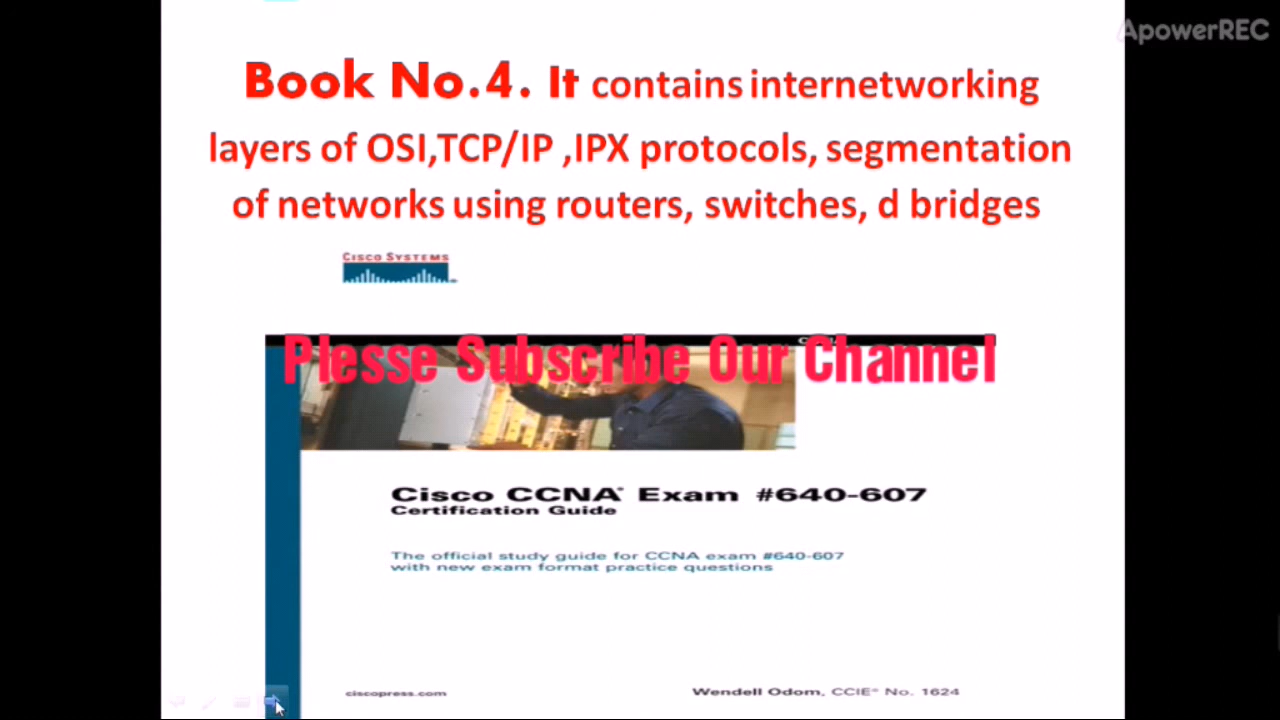 ApowerREC
Book No.4. It contains internetworking
layers of OSI,TCP/IP ,IPX protocols, segmentation
of networks using routers, switches, d bridges
CISCO SYSTEMS
Plesse Subscribe Our Channel
Cisco CCNA® Exam #640-607
Certification Guide
The official study guide for CCNA exam #640-607
with new exam format practice questions
ciscopress.com
Wendell Odom, CCIE® No. 1624